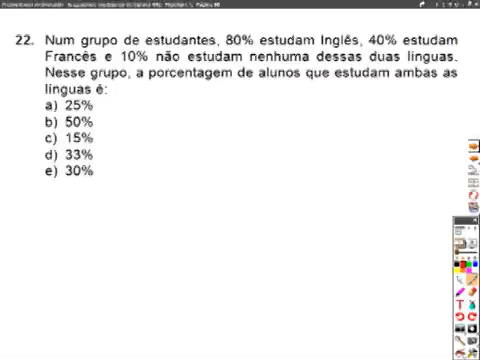 22. Num grupo de estudantes, 80% estudam Inglês, 40% estudam
Francês e 10% não estudam nenhuma dessas duas línguas.
Nesse grupo, a porcentagem de alunos que estudam ambas as
línguas é:
a) 25%
b) 50%
c) 15%
d) 33%
e) 30%